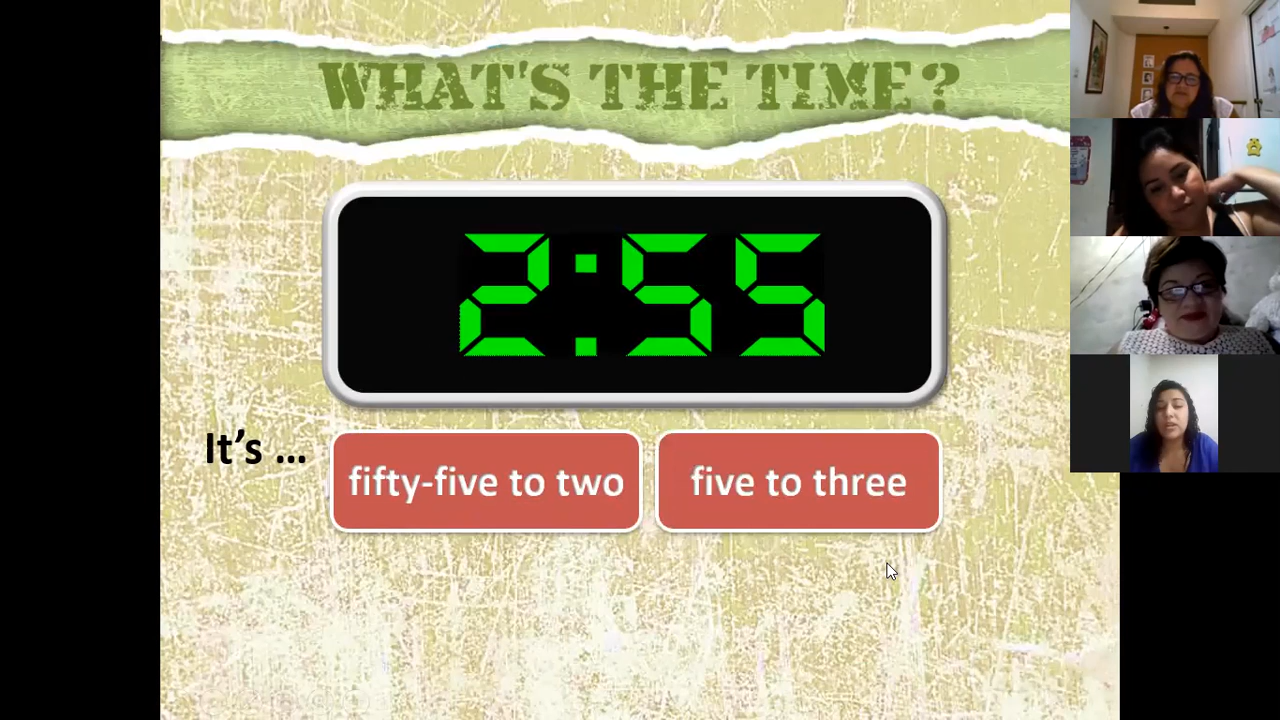 WHAT'S THE TIME?
2:55
It's ...
fifty-five to two
five to three